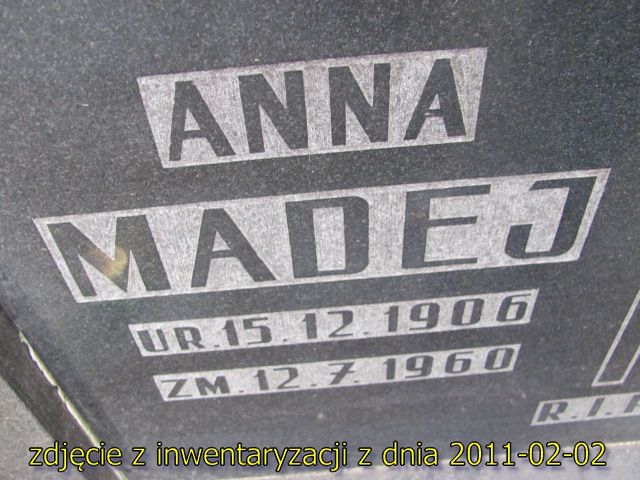 ANNA
MADEJ
UR.15.12.1906
ZM.12.7.1960
R.I.
zdjęcie z inwentaryzacji z dnia 2011-02-02